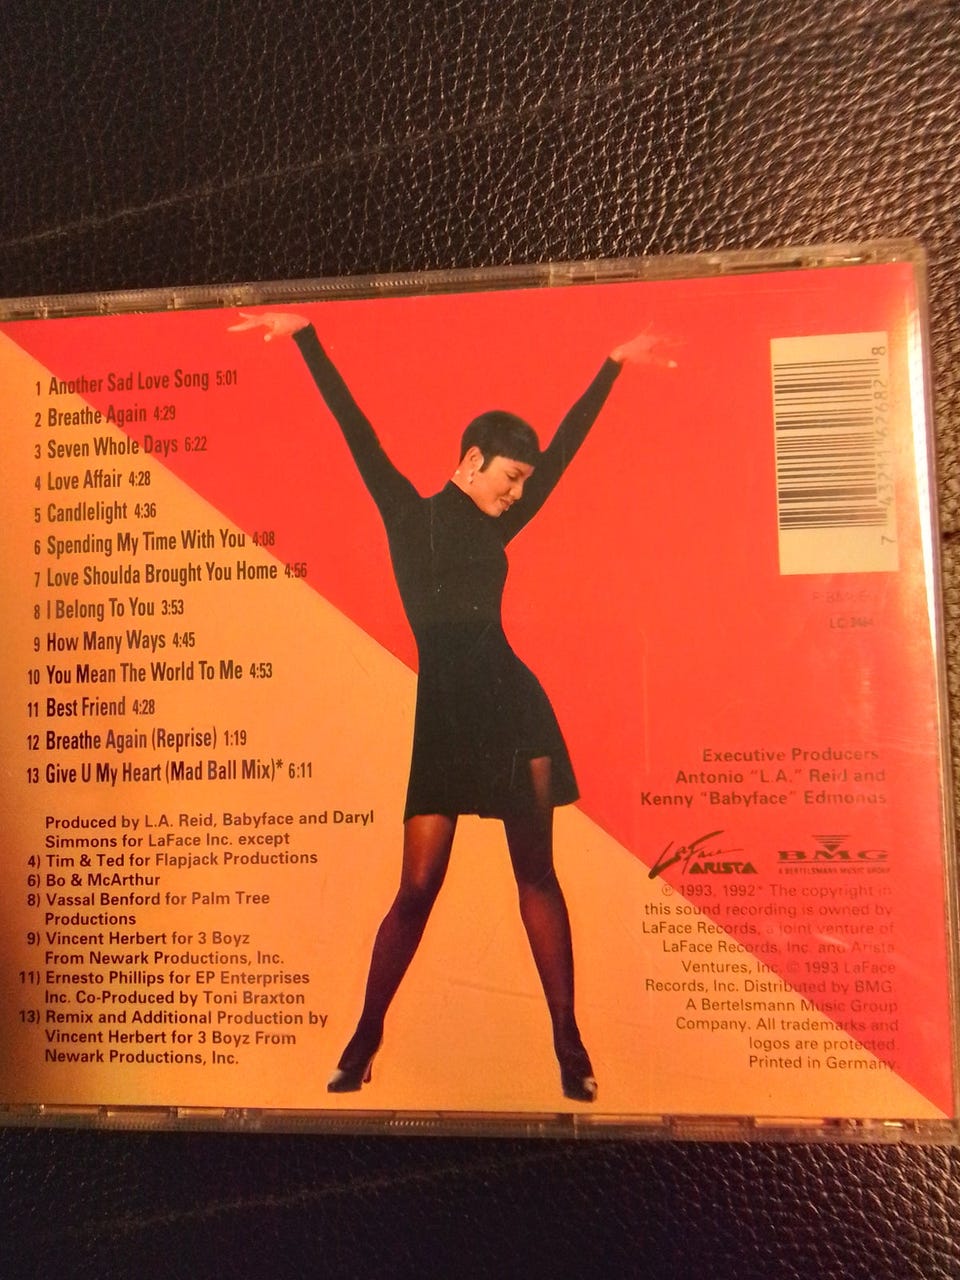 1 Another Sad Love Song 5:01
2 Breathe Again 4:29
3 Seven Whole Days 6:22
4 Love Affair 4:28
5 Candlelight 4:36
6 Spending My Time With You 4:08
7 Love Shoulda Brought You Home 4:56
8 I Belong To You 3:53
9 How Many Ways 4:45
10 You Mean The World To Me 4:53
11 Best Friend 4:28
12 Breathe Again (Reprise) 1:19
13 Give U My Heart (Mad Ball Mix)* 6:11
Produced by L.A. Reid, Babyface and Daryl
Simmons for LaFace Inc. except
4) Tim & Ted for Flapjack Productions
6) Bo & McArthur
8) Vassal Benford for Palm Tree
Productions
9) Vincent Herbert for 3 Boyz
From Newark Productions, Inc.
11) Ernesto Phillips for EP Enterprises
Inc. Co-Produced by Toni Braxton
13) Remix and Additional Production by
Vincent Herbert for 3 Boyz From
Newark Productions, Inc.
7 43211 42682 8
LC 3484
Executive Producers:
Antonio "L.A." Reid and
Kenny "Babyface" Edmonds
LaFace
ARISTA
BMG
A BERTELSMANN MUSIC GROUP
℗ 1993, 1992* The copyright in
this sound recording is owned by
LaFace Records, a joint venture of
LaFace Records, Inc. and Arista
Ventures, Inc. © 1993 LaFace
Records, Inc. Distributed by BMG.
A Bertelsmann Music Group
Company. All trademarks and
logos are protected.
Printed in Germany.